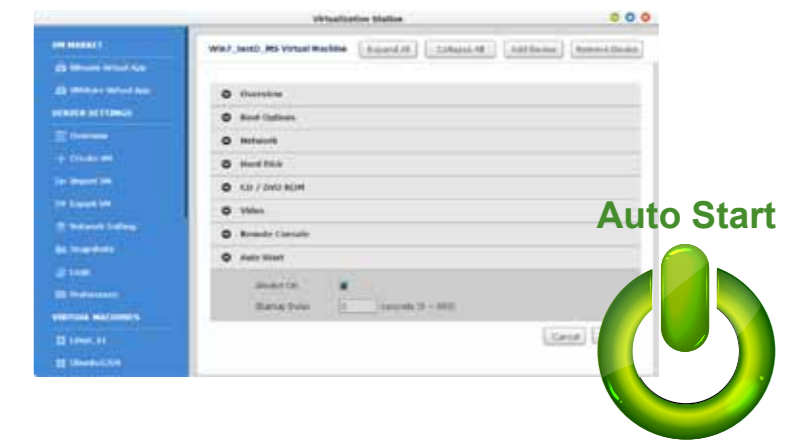 Virtualization Station
VM MARKET
Bitnami Virtual App
VMware Virtual App
SERVER SETTINGS
Overview
Create VM
Import VM
Export VM
Network Setting
Snapshots
Logs
Preferences
VIRTUAL MACHINES
Expand All
Collapse All
Add Device
Remove Device
Overview
Boot Options
Network
Hard Disk
CD / DVD ROM
Video
Remote Console
Auto Start
Startup Delay
Cancel
Auto Start